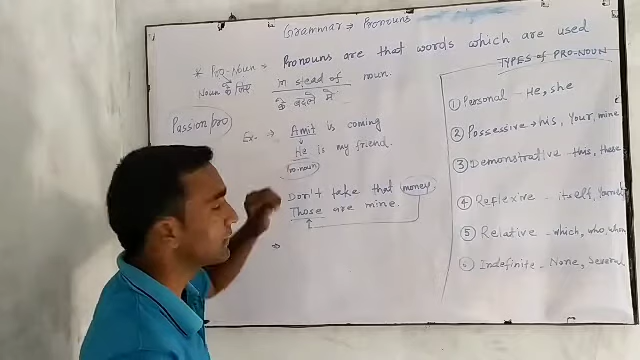 Grammar → Pronouns
* Pro-Noun = Pronouns are that words which are used
Noun के लिए in stead of noun.
के बदले में
Passion pro
Ex. → Amit is coming
He is my friend.
Pro-noun
Don't take that money
Those are mine.
⇒
TYPES of PRO-NOUN
① Personal - He, she
② Possessive → his, Your, mine
③ Demonstrative - this, these
④ Reflexive - itself, Yourself
⑤ Relative - which, who, whom
⑥ Indefinite - None, Several